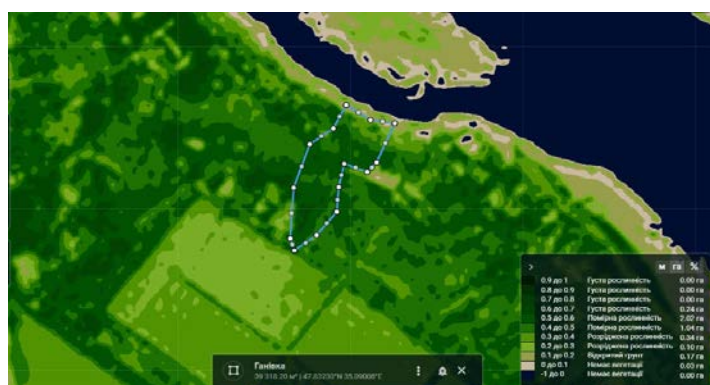 > м га %
0.9 до 1 Густа рослинність 0.00 га
0.8 до 0.9 Густа рослинність 0.00 га
0.7 до 0.8 Густа рослинність 0.00 га
0.6 до 0.7 Густа рослинність 0.24 га
0.5 до 0.6 Помірна рослинність 2.02 га
0.4 до 0.5 Помірна рослинність 1.04 га
0.3 до 0.4 Розріджена рослинність 0.34 га
0.2 до 0.3 Розріджена рослинність 0.10 га
0.1 до 0.2 Відкритий ґрунт 0.17 га
0 до 0.1 Немає вегетації 0.03 га
-1 до 0 Немає вегетації 0.00 га
Ганівка
39 318.20 м² |